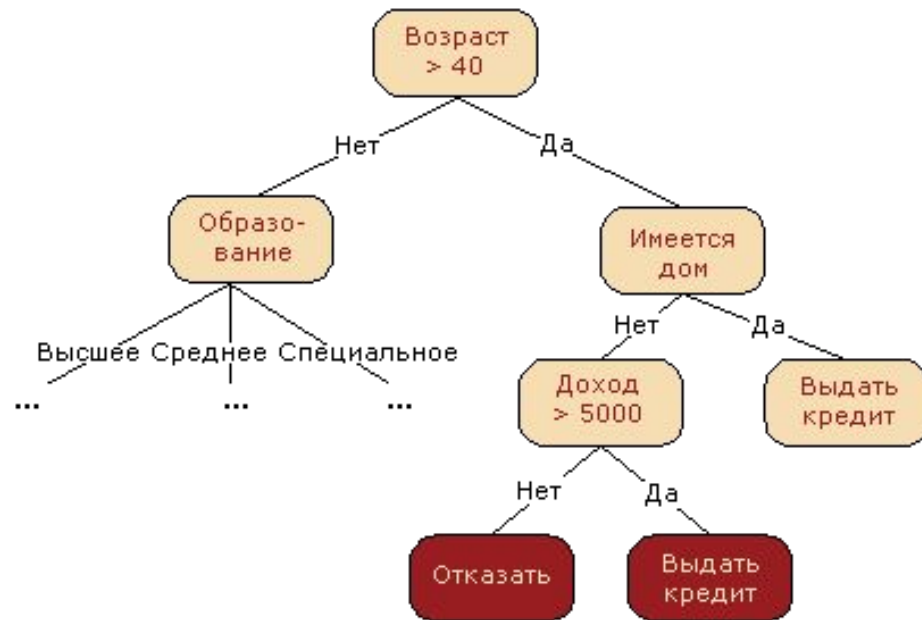 Возраст
> 40
Нет
Да
Образо-
вание
Имеется
дом
Высшее Среднее Специальное
Нет
Да
... ... ...
Доход
> 5000
Выдать
кредит
Нет
Да
Отказать
Выдать
кредит